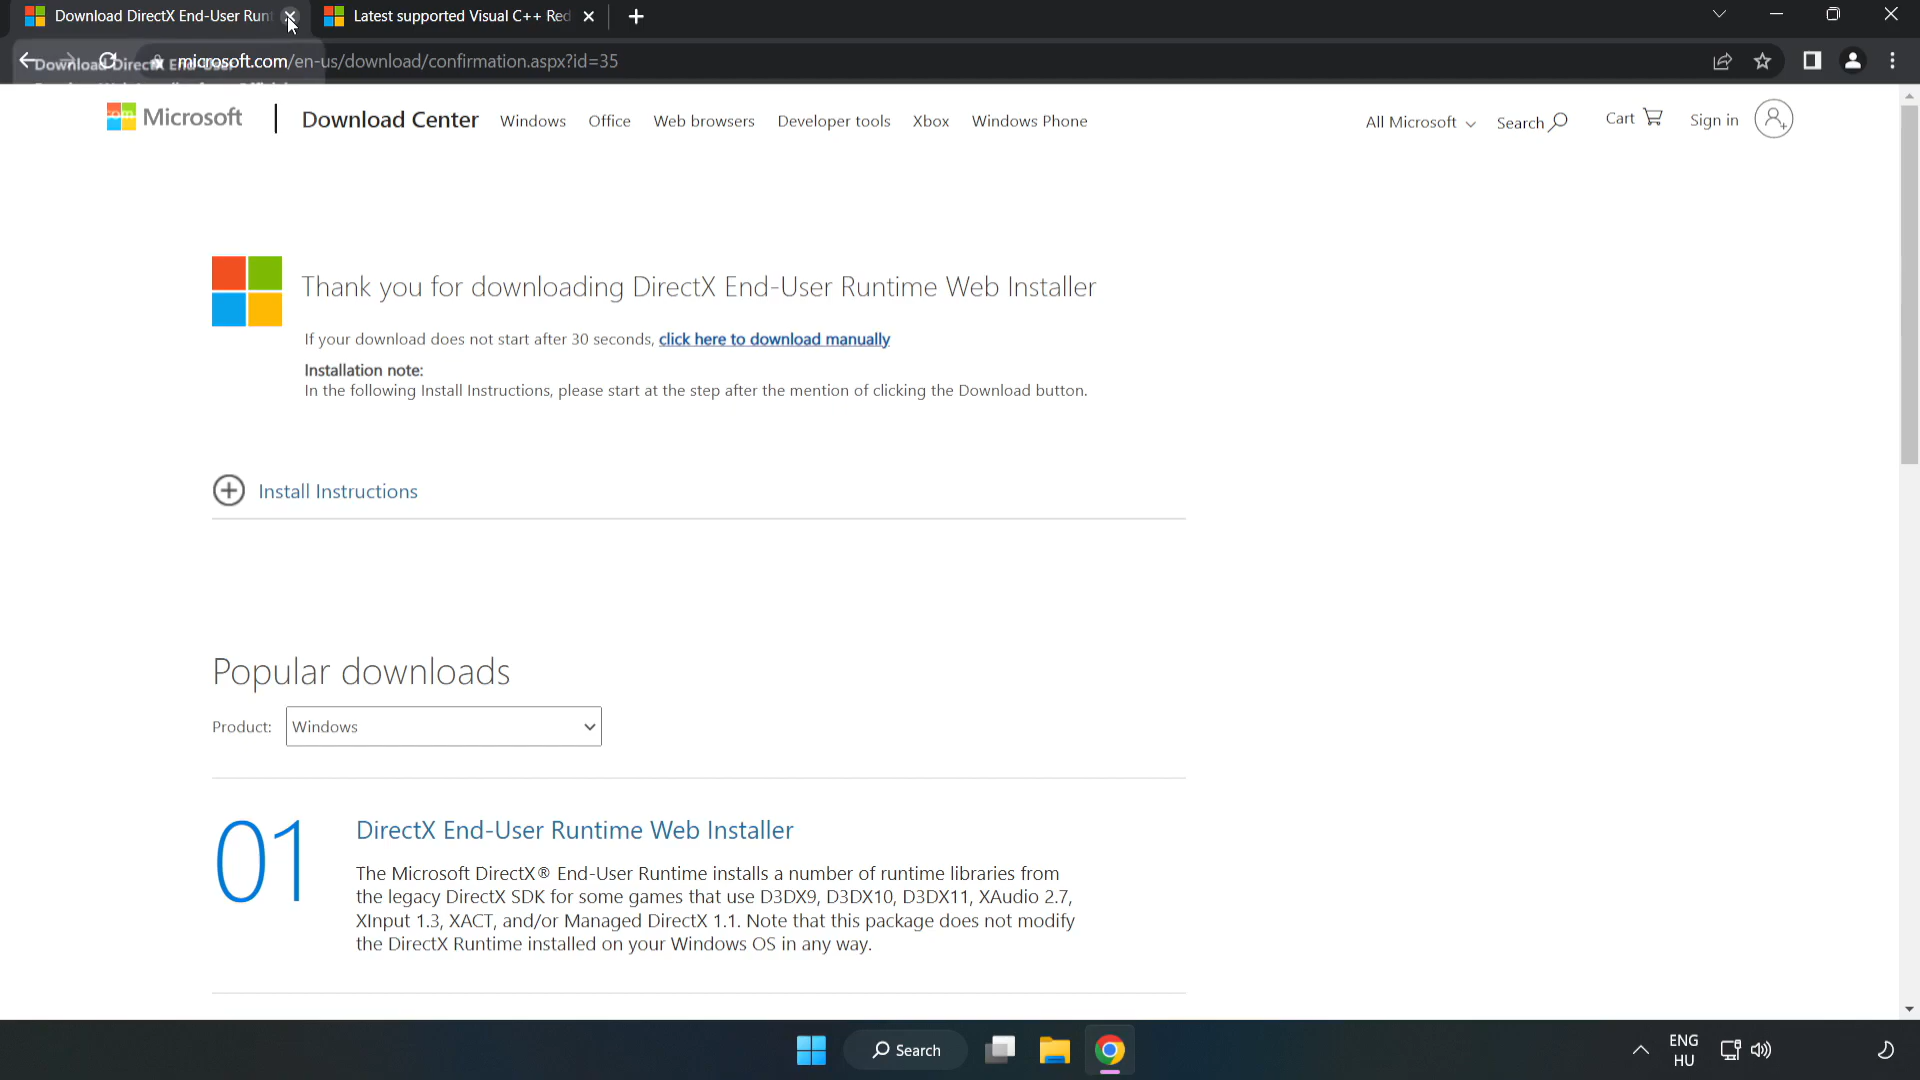 Download DirectX End-User Runt
Latest supported Visual C++ Red
microsoft.com/en-us/download/confirmation.aspx?id=35
Download DirectX End-User
Microsoft
Download Center
Windows
Office
Web browsers
Developer tools
Xbox
Windows Phone
All Microsoft
Search
Cart
Sign in
Thank you for downloading DirectX End-User Runtime Web Installer
If your download does not start after 30 seconds, click here to download manually
Installation note:
In the following Install Instructions, please start at the step after the mention of clicking the Download button.
Install Instructions
Popular downloads
Product:
Windows
01
DirectX End-User Runtime Web Installer
The Microsoft DirectX® End-User Runtime installs a number of runtime libraries from
the legacy DirectX SDK for some games that use D3DX9, D3DX10, D3DX11, XAudio 2.7,
XInput 1.3, XACT, and/or Managed DirectX 1.1. Note that this package does not modify
the DirectX Runtime installed on your Windows OS in any way.
Search
ENG
HU